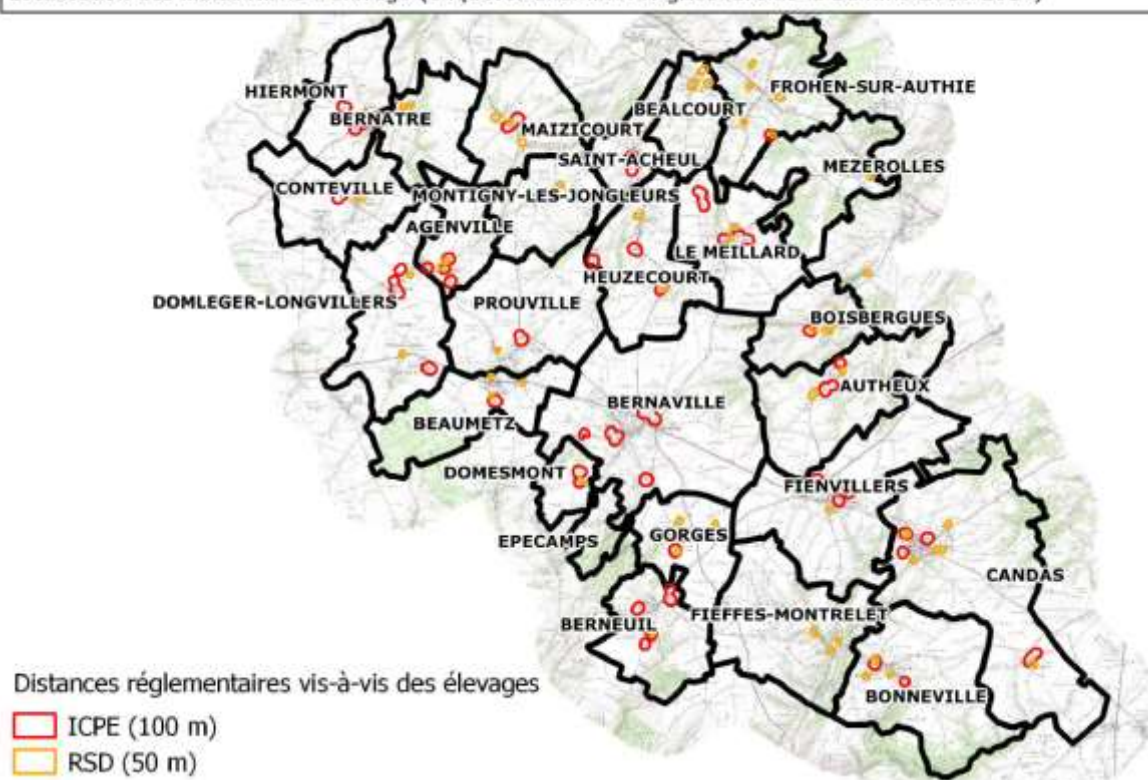 FROHEN-SUR-AUTHIE
HIERMONT
BEALCOURT
BERNATRE
MAIZICOURT
SAINT-ACHEUL
MEZEROLLES
CONTEVILLE
MONTIGNY-LES-JONGLEURS
AGENVILLE
LE MEILLARD
HEUZECOURT
DOMLEGER-LONGVILLERS
PROUVILLE
BOISBERGUES
AUTHEUX
BERNAVILLE
BEAUMETZ
DOMESMONT
FIENVILLERS
EPECAMPS
GORGES
CANDAS
FIEFFES-MONTRELET
BERNEUIL
BONNEVILLE
Distances réglementaires vis-à-vis des élevages
ICPE (100 m)
RSD (50 m)